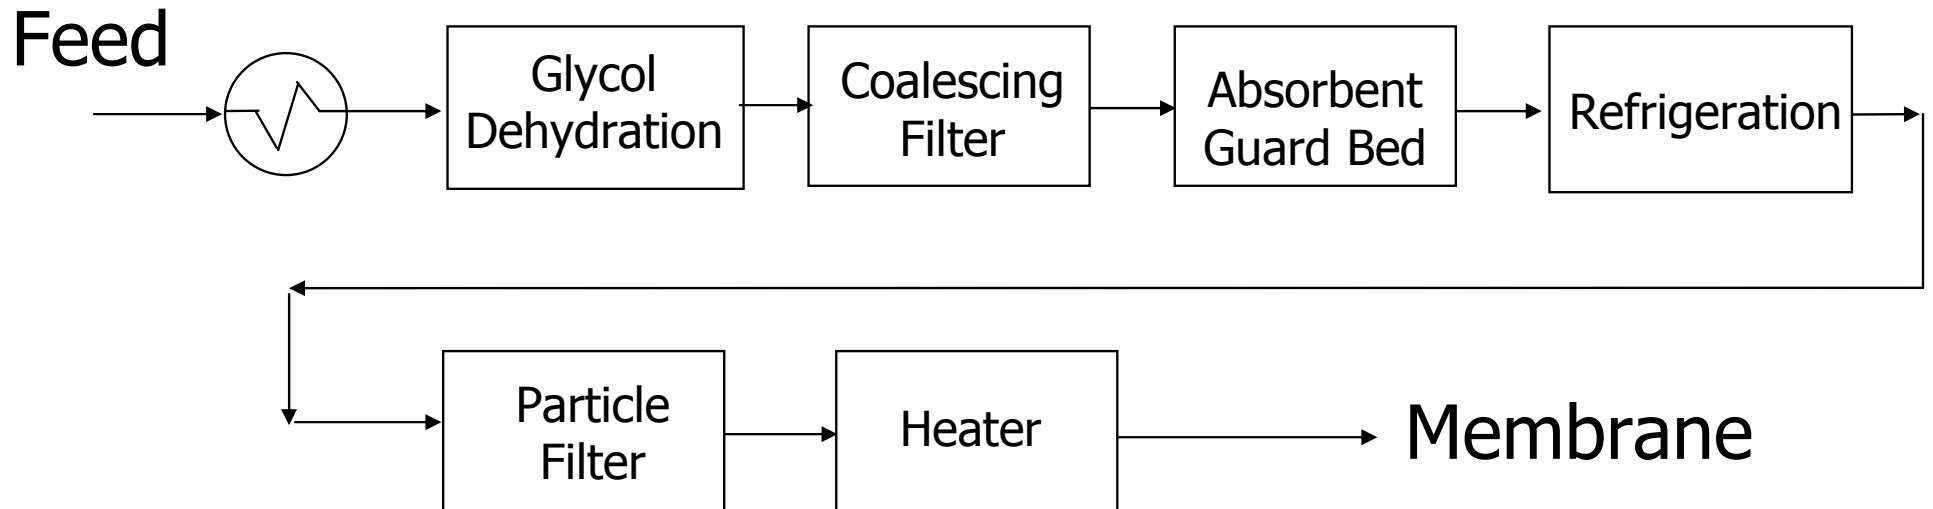 Feed
Glycol
Dehydration
Coalescing
Filter
Absorbent
Guard Bed
Refrigeration
Particle
Filter
Heater
Membrane